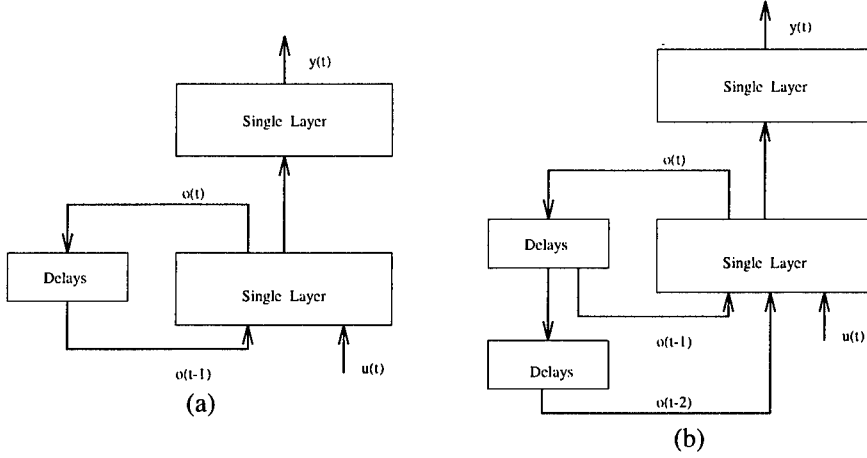 y(t)
Single Layer
o(t)
Delays
Single Layer
o(t-1)
u(t)
(a)
y(t)
Single Layer
o(t)
Delays
Single Layer
o(t-1)
u(t)
Delays
o(t-2)
(b)